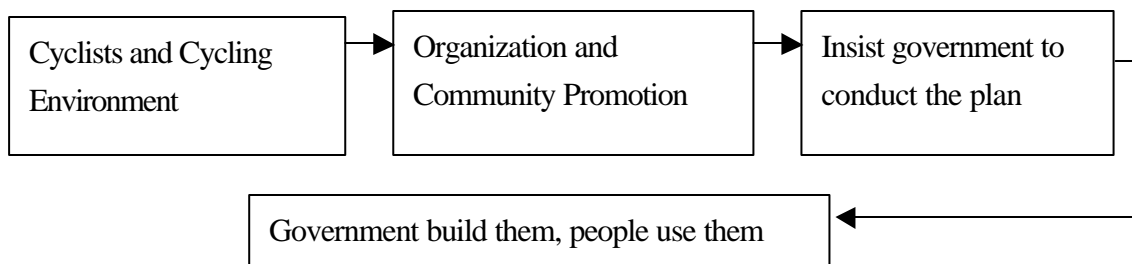 Cyclists and Cycling
Environment
Organization and
Community Promotion
Insist government to
conduct the plan
Government build them, people use them